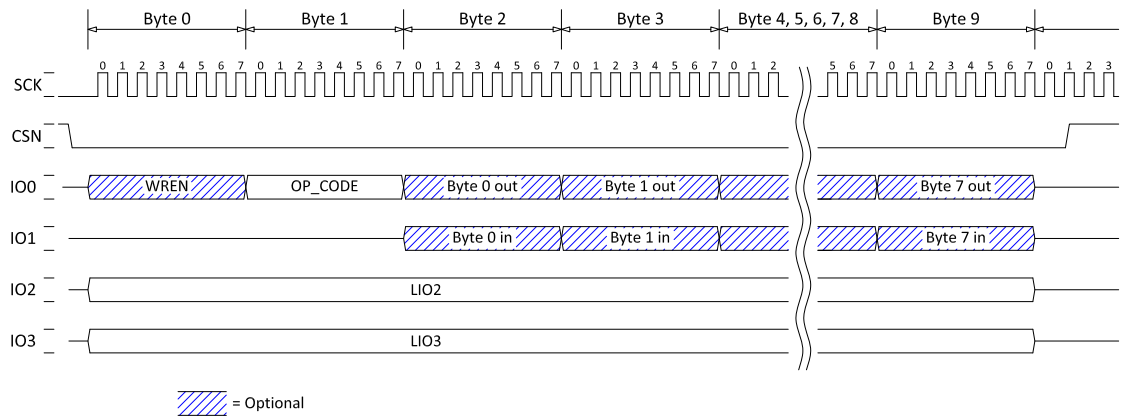 Byte 0 Byte 1 Byte 2 Byte 3 Byte 4, 5, 6, 7, 8 Byte 9
SCK 0 1 2 3 4 5 6 7 0 1 2 3 4 5 6 7 0 1 2 3 4 5 6 7 0 1 2 3 4 5 6 7 0 1 2 5 6 7 0 1 2 3 4 5 6 7 0 1 2 3
CSN
IO0 WREN OP_CODE Byte 0 out Byte 1 out Byte 7 out
IO1 Byte 0 in Byte 1 in Byte 7 in
IO2 LIO2
IO3 LIO3
= Optional